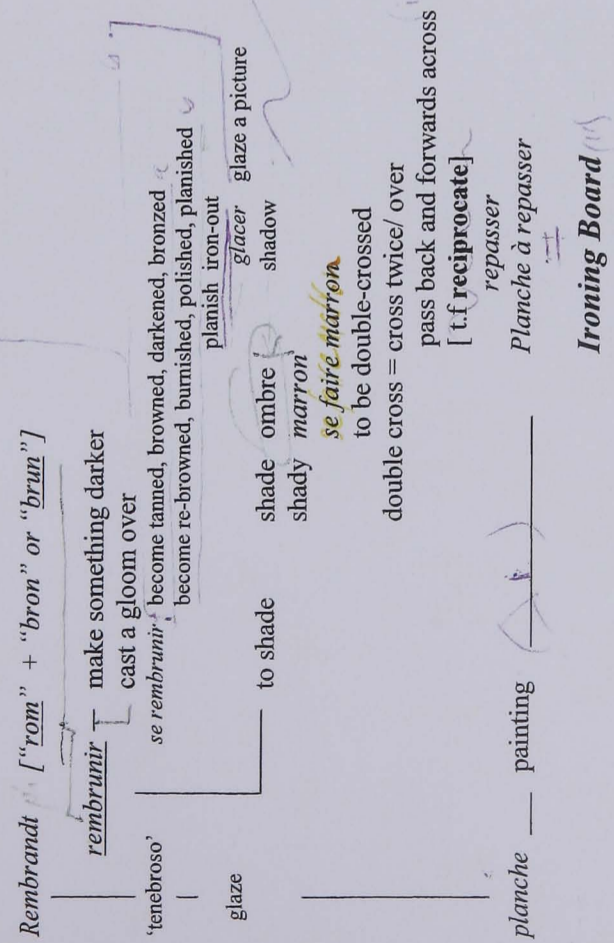 Rembrandt ["rom" + "bron" or "brun"]
rembrunir make something darker
cast a gloom over
'tenebroso' se rembrunir become tanned, browned, darkened, bronzed
become re-browned, burnished, polished, planished
planish iron-out
glaze glacer glaze a picture
to shade shade ombre shadow
shady marron
se faire marron
to be double-crossed
double cross = cross twice/ over
pass back and forwards across
[ t.f reciprocate]
repasser
planche painting Planche à repasser
Ironing Board